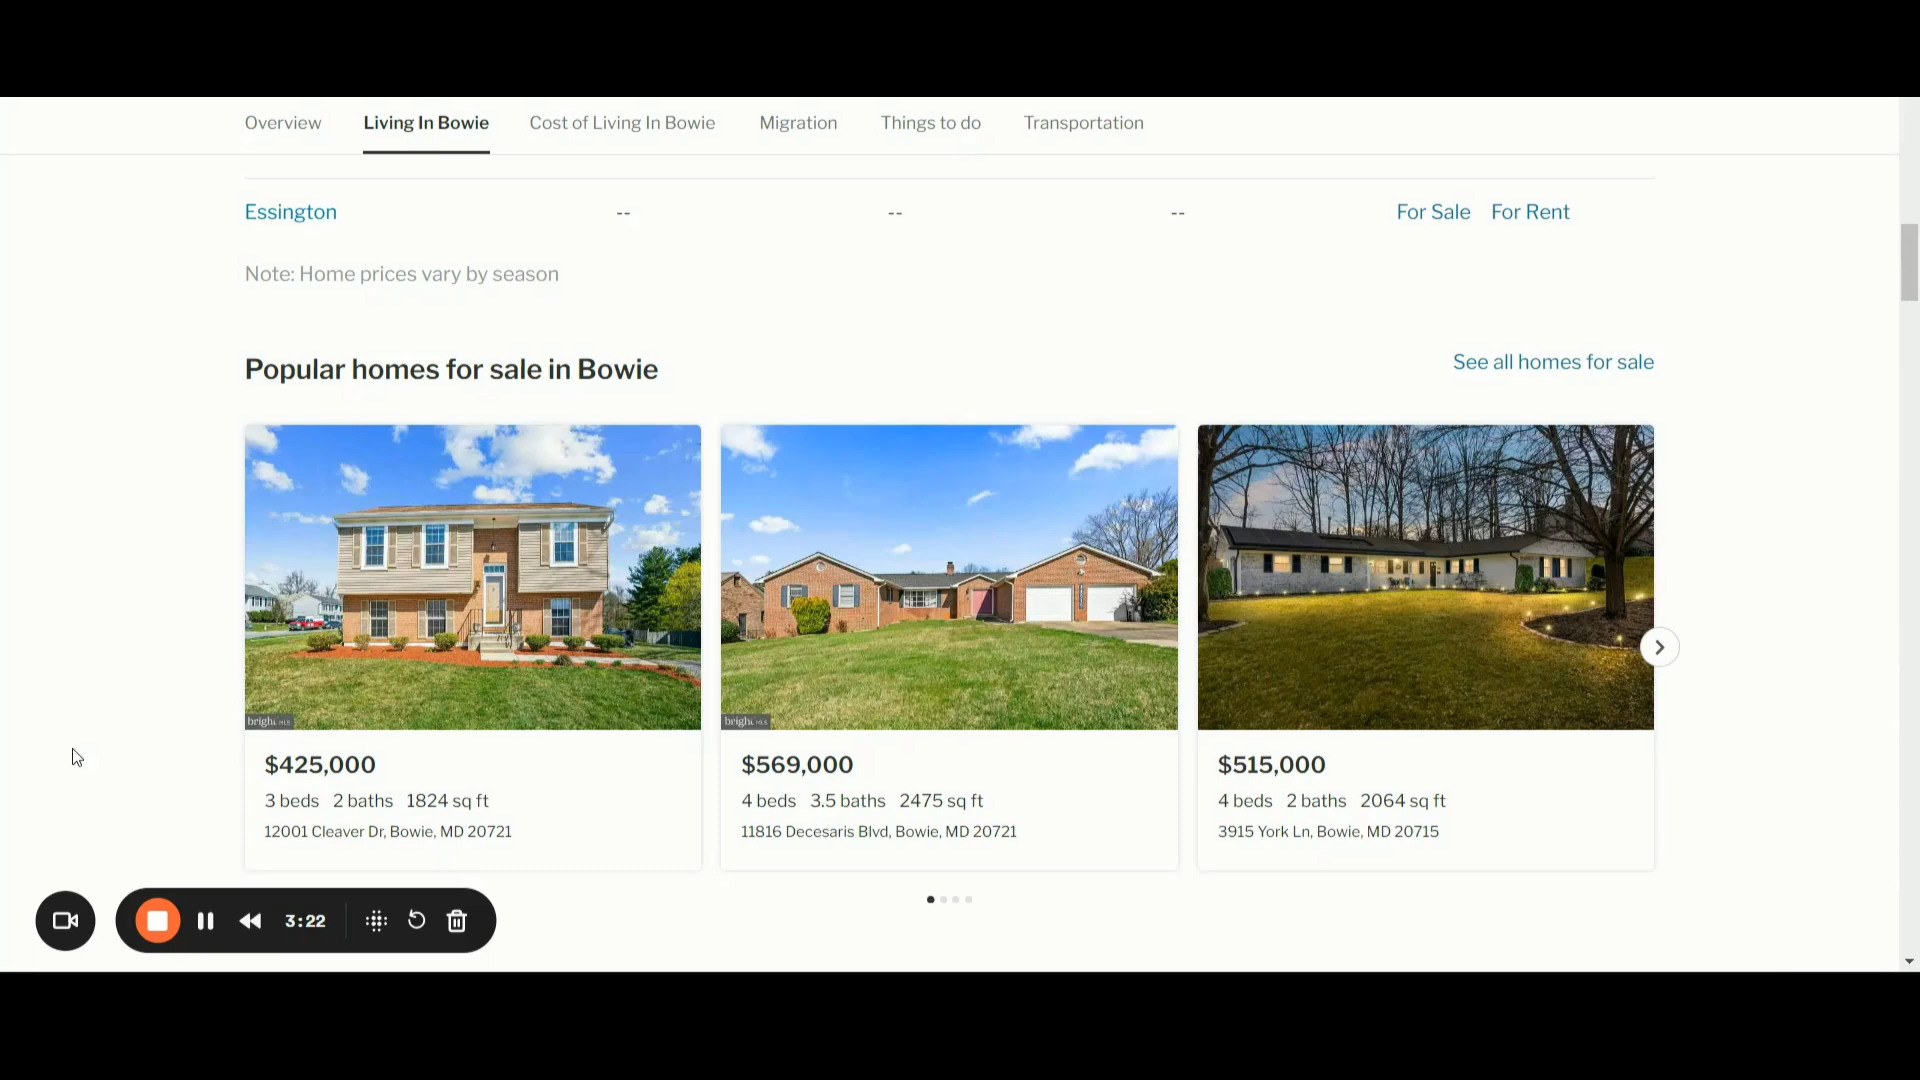 Overview Living In Bowie Cost of Living In Bowie Migration Things to do Transportation
Essington -- -- -- For Sale For Rent
Note: Home prices vary by season
Popular homes for sale in Bowie See all homes for sale
bright MLS bright MLS
$425,000 $569,000 $515,000
3 beds 2 baths 1824 sq ft 4 beds 3.5 baths 2475 sq ft 4 beds 2 baths 2064 sq ft
12001 Cleaver Dr, Bowie, MD 20721 11816 Decesaris Blvd, Bowie, MD 20721 3915 York Ln, Bowie, MD 20715
3:22